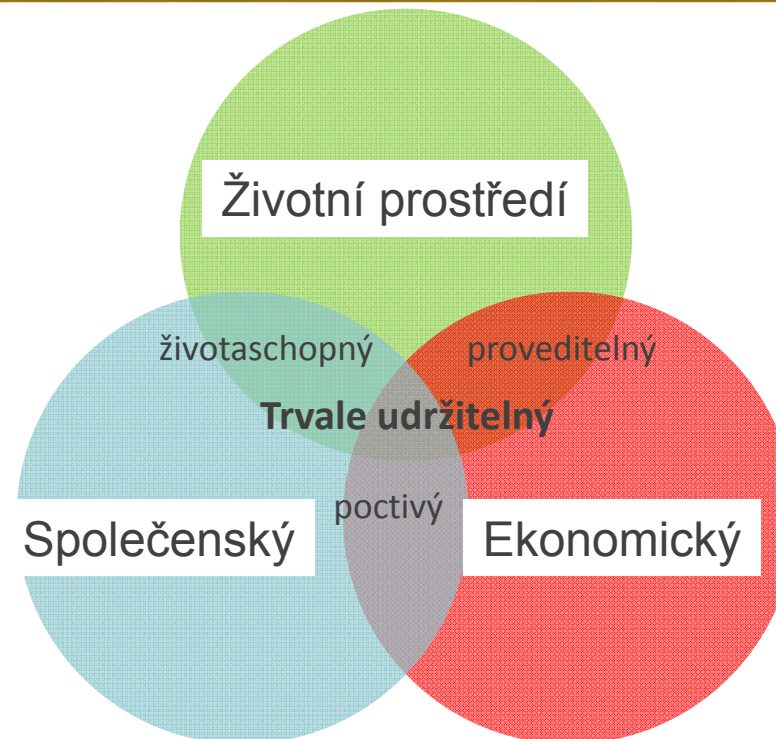 Životní prostředí
životaschopný
proveditelný
Trvale udržitelný
poctivý
Společenský
Ekonomický